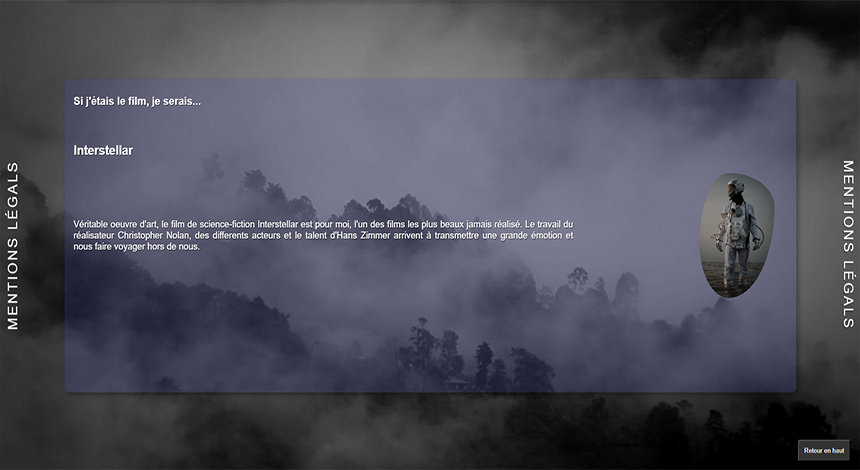 Si j'étais le film, je serais...
Interstellar
MENTIONS LÉGALS
Véritable oeuvre d'art, le film de science-fiction Interstellar est pour moi, l'un des films les plus beaux jamais réalisé. Le travail du
réalisateur Christopher Nolan, des differents acteurs et le talent d'Hans Zimmer arrivent à transmettre une grande émotion et
nous faire voyager hors de nous.
MENTIONS LÉGALS
Retour en haut